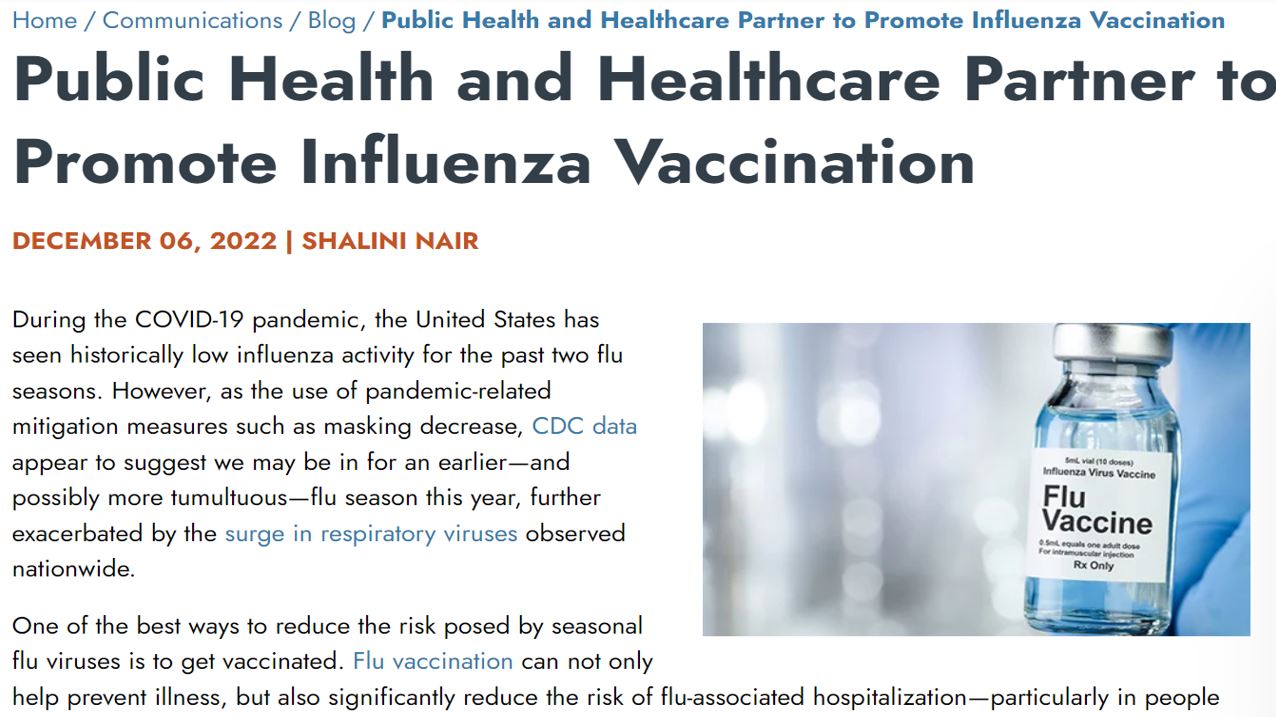 Home / Communications / Blog / Public Health and Healthcare Partner to Promote Influenza Vaccination
Public Health and Healthcare Partner to
Promote Influenza Vaccination
DECEMBER 06, 2022 | SHALINI NAIR
During the COVID-19 pandemic, the United States has
seen historically low influenza activity for the past two flu
seasons. However, as the use of pandemic-related
mitigation measures such as masking decrease, CDC data
appear to suggest we may be in for an earlier—and
possibly more tumultuous—flu season this year, further
exacerbated by the surge in respiratory viruses observed
nationwide.
5mL vial (10 doses)
Influenza Virus Vaccine
Flu
Vaccine
0.5mL equals one adult dose
For intramuscular injection
Rx Only
One of the best ways to reduce the risk posed by seasonal
flu viruses is to get vaccinated. Flu vaccination can not only
help prevent illness, but also significantly reduce the risk of flu-associated hospitalization—particularly in people